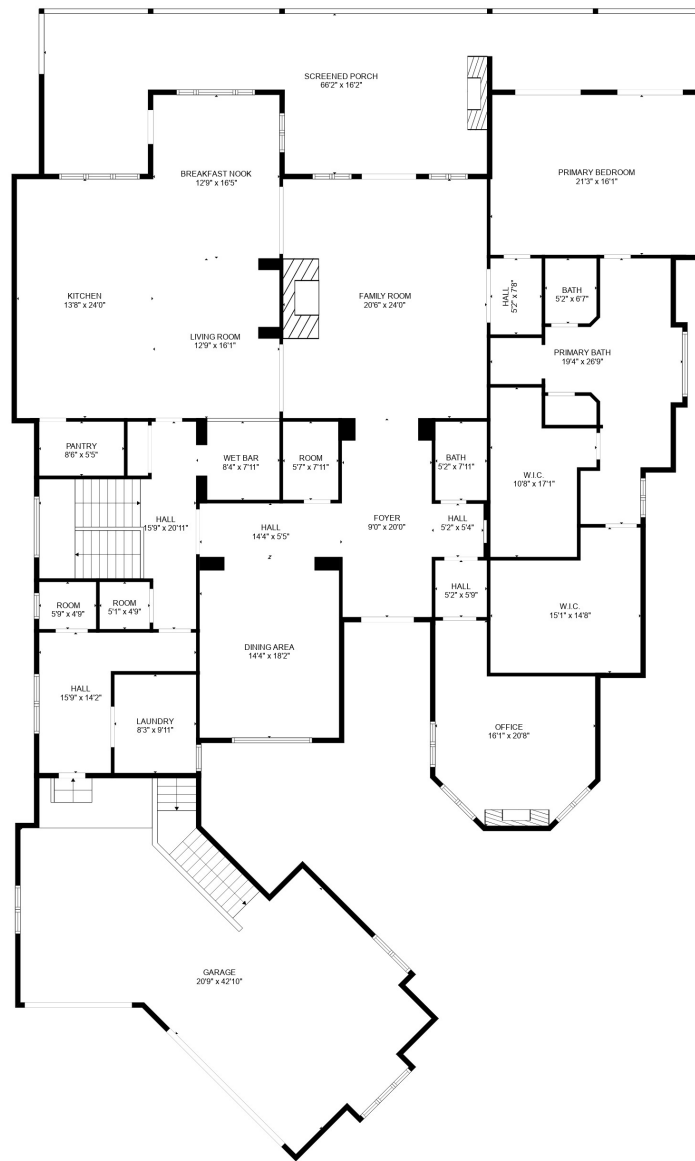 SCREENED PORCH
66'2" x 16'2"
BREAKFAST NOOK
12'9" x 16'5"
PRIMARY BEDROOM
21'3" x 16'1"
KITCHEN
13'8" x 24'0"
FAMILY ROOM
20'6" x 24'0"
HALL
5'2" x 7'8"
BATH
5'2" x 6'7"
LIVING ROOM
12'9" x 16'1"
PRIMARY BATH
19'4" x 26'9"
PANTRY
8'6" x 5'5"
WET BAR
8'4" x 7'11"
ROOM
5'7" x 7'11"
BATH
5'2" x 7'11"
W.I.C.
10'8" x 17'1"
HALL
15'9" x 20'11"
HALL
14'4" x 5'5"
FOYER
9'0" x 20'0"
HALL
5'2" x 5'4"
ROOM
5'9" x 4'9"
ROOM
5'1" x 4'9"
HALL
5'2" x 5'9"
W.I.C.
15'1" x 14'8"
DINING AREA
14'4" x 18'2"
HALL
15'9" x 14'2"
LAUNDRY
8'3" x 9'11"
OFFICE
16'1" x 20'8"
GARAGE
20'9" x 42'10"